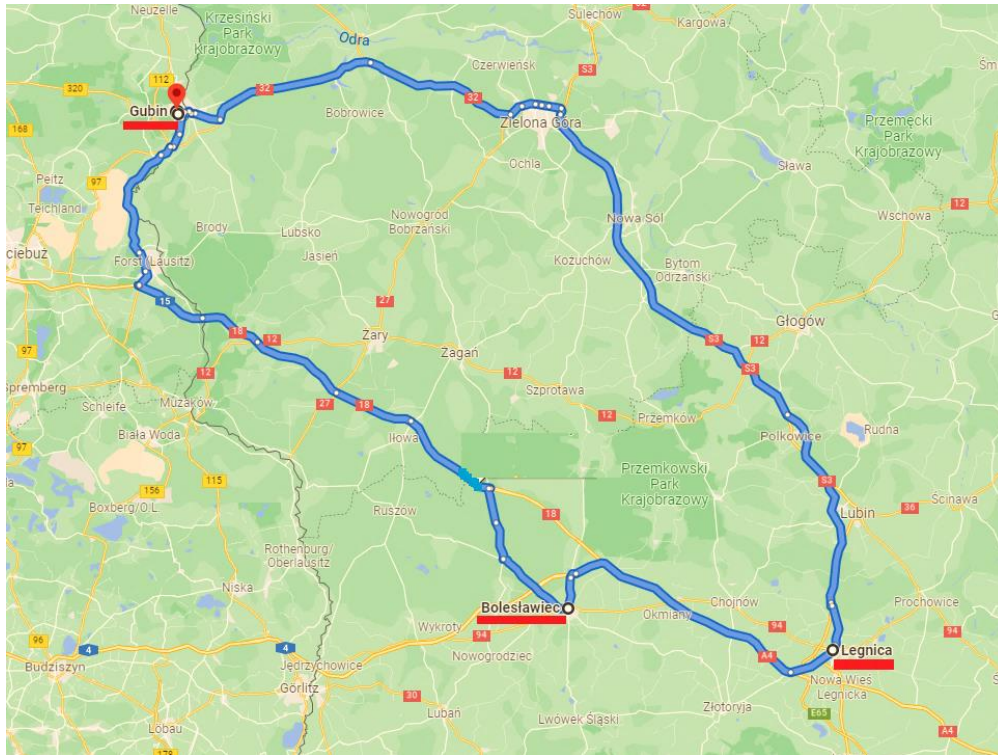 Neuzelle
Krzesiński
Park
Krajobrazowy
Sulechów
Kargowa
Odra
Czerwieńsk
S3
112
320
32
Gubin
Bobrowice
32
Zielona Góra
Przemęcki
Park
Krajobrazowy
168
Ochla
Sława
Peitz
97
Teichland
12
Wschowa
Nowogród
Bobrzański
Nowa Sól
Brody
Lubsko
Jasień
Kożuchów
Bytom
Odrzański
ciebuż
Forst (Lausitz)
15
27
Głogów
18
12
Żary
S3
12
97
Żagań
S3
Spremberg
12
12
Szprotawa
Schleife
Mużaków
27
18
12
Przemków
Biała Woda
Iłowa
Polkowice
Rudna
97
Przemkowski
Park
Krajobrazowy
156
115
S3
Ścinawa
Boxberg/O.L.
Ruszów
18
Lubin
36
Rothenburg/
Oberlausitz
Niska
Bolesławiec
Okmiany
Chojnów
Prochowice
94
94
96
4
4
Wykroty
94
Budziszyn
Jędrzychowice
Nowogrodziec
A4
Legnica
Görlitz
Nowa Wieś
Legnicka
30
Lubań
Złotoryja
E65
Lwówek Śląski
A4
Löbau
178